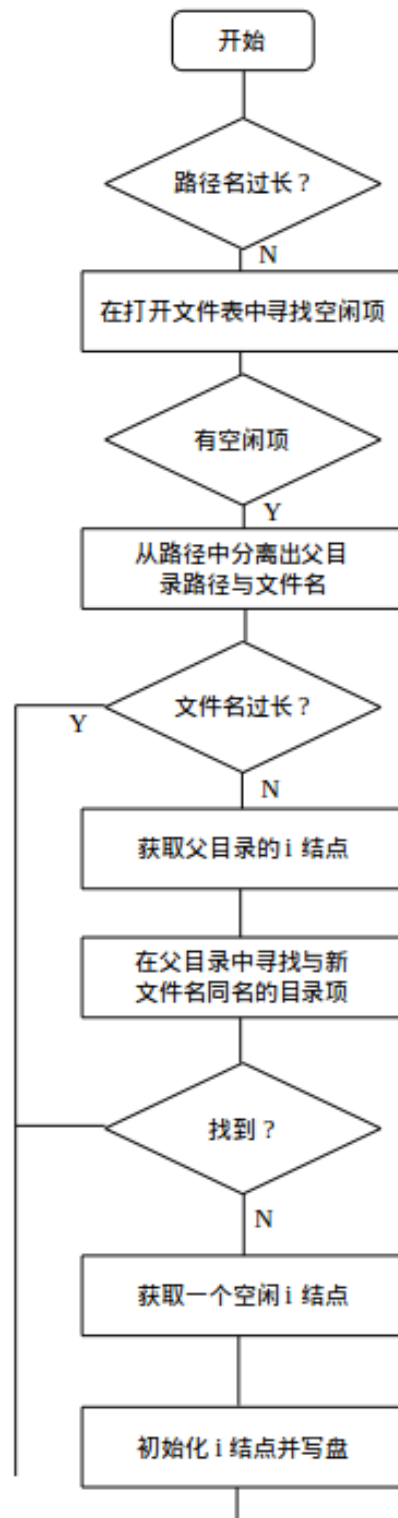 开始
路径名过长？
N
在打开文件表中寻找空闲项
有空闲项
Y
从路径中分离出父目
录路径与文件名
文件名过长？
Y
N
获取父目录的 i 结点
在父目录中寻找与新
文件名同名的目录项
找到？
N
获取一个空闲 i 结点
初始化 i 结点并写盘